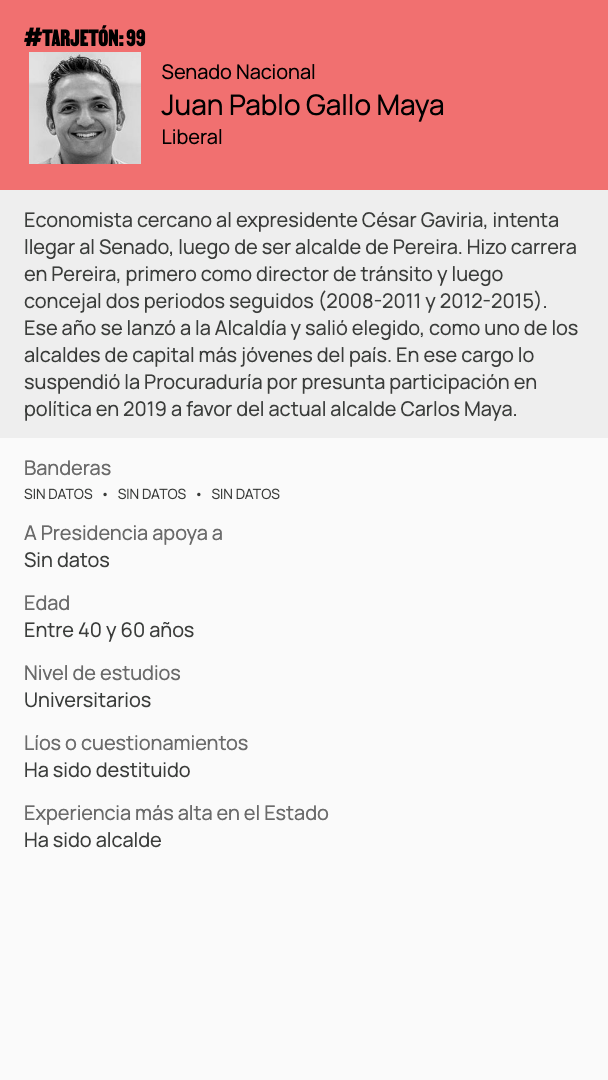 #TARJETÓN: 99
Senado Nacional
Juan Pablo Gallo Maya
Liberal
Economista cercano al expresidente César Gaviria, intenta
llegar al Senado, luego de ser alcalde de Pereira. Hizo carrera
en Pereira, primero como director de tránsito y luego
concejal dos periodos seguidos (2008-2011 y 2012-2015).
Ese año se lanzó a la Alcaldía y salió elegido, como uno de los
alcaldes de capital más jóvenes del país. En ese cargo lo
suspendió la Procuraduría por presunta participación en
política en 2019 a favor del actual alcalde Carlos Maya.
Banderas
SIN DATOS • SIN DATOS • SIN DATOS
A Presidencia apoya a
Sin datos
Edad
Entre 40 y 60 años
Nivel de estudios
Universitarios
Líos o cuestionamientos
Ha sido destituido
Experiencia más alta en el Estado
Ha sido alcalde